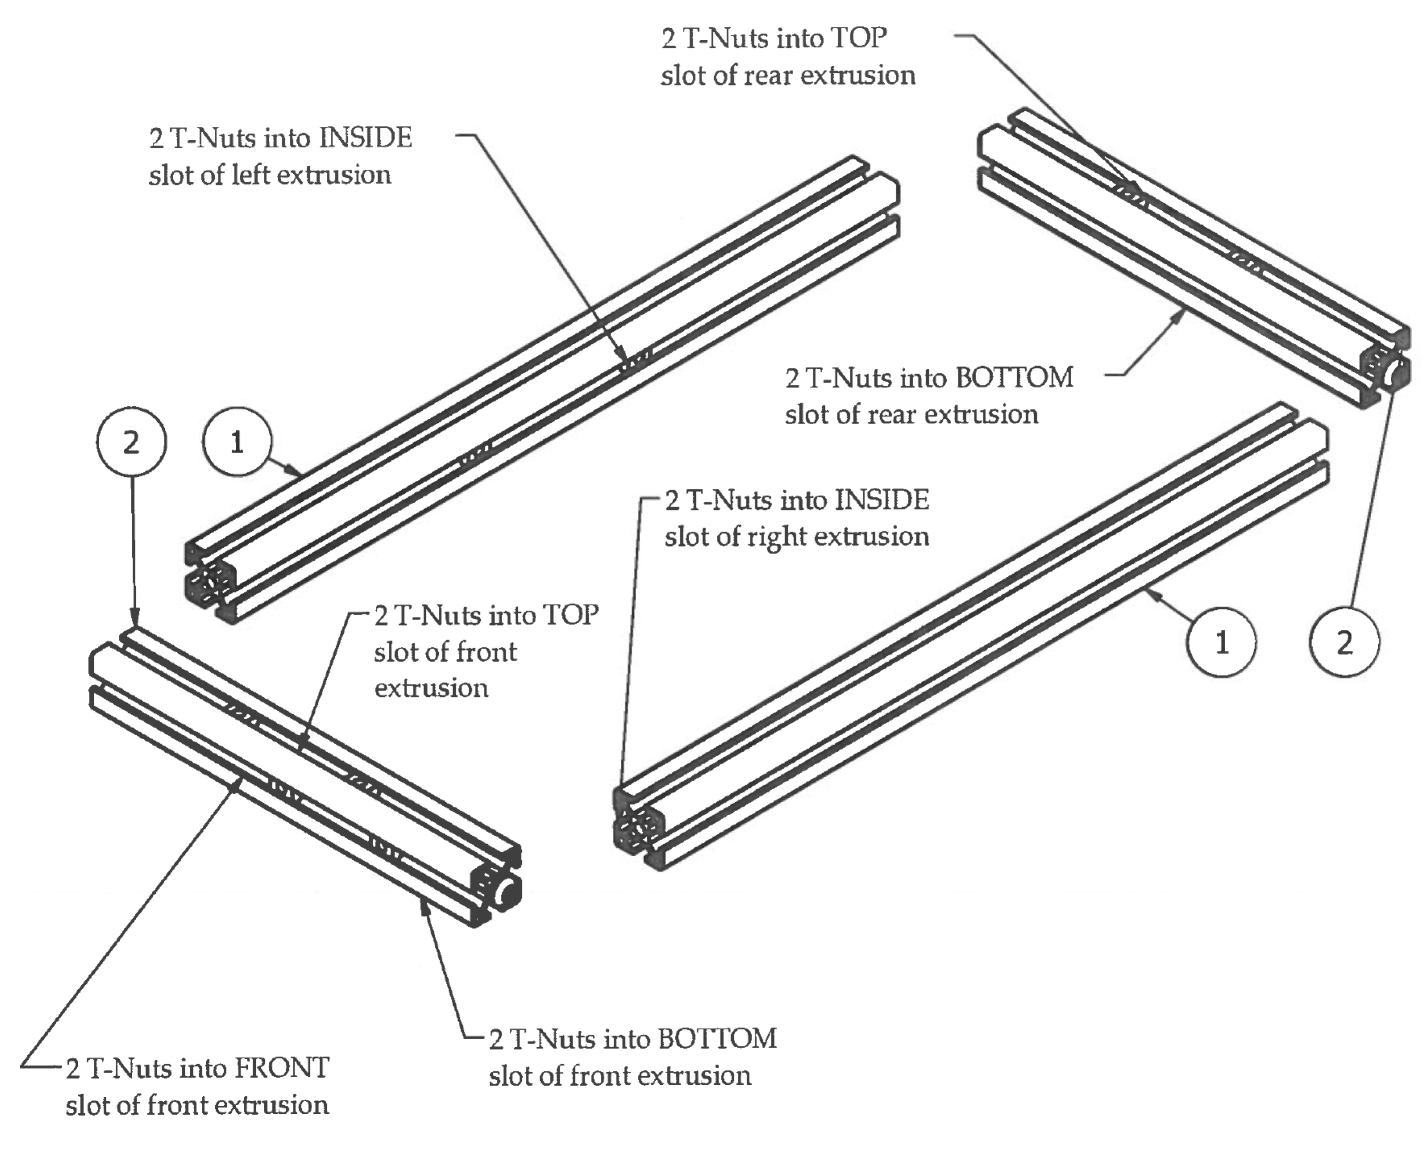 2 T-Nuts into TOP
slot of rear extrusion
2 T-Nuts into INSIDE
slot of left extrusion
2 T-Nuts into BOTTOM
slot of rear extrusion
2
1
2 T-Nuts into INSIDE
slot of right extrusion
2 T-Nuts into TOP
slot of front
extrusion
1
2
2 T-Nuts into BOTTOM
slot of front extrusion
2 T-Nuts into FRONT
slot of front extrusion